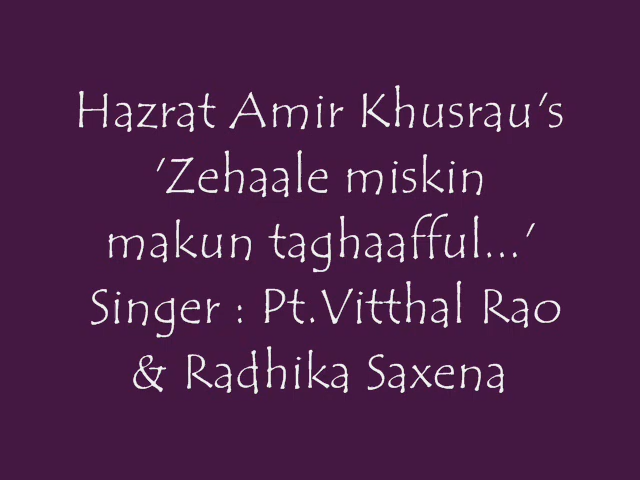 Hazrat Amir Khusrau's
'Zehaale miskin
makun taghaafful...'
Singer : Pt.Vitthal Rao
& Radhika Saxena